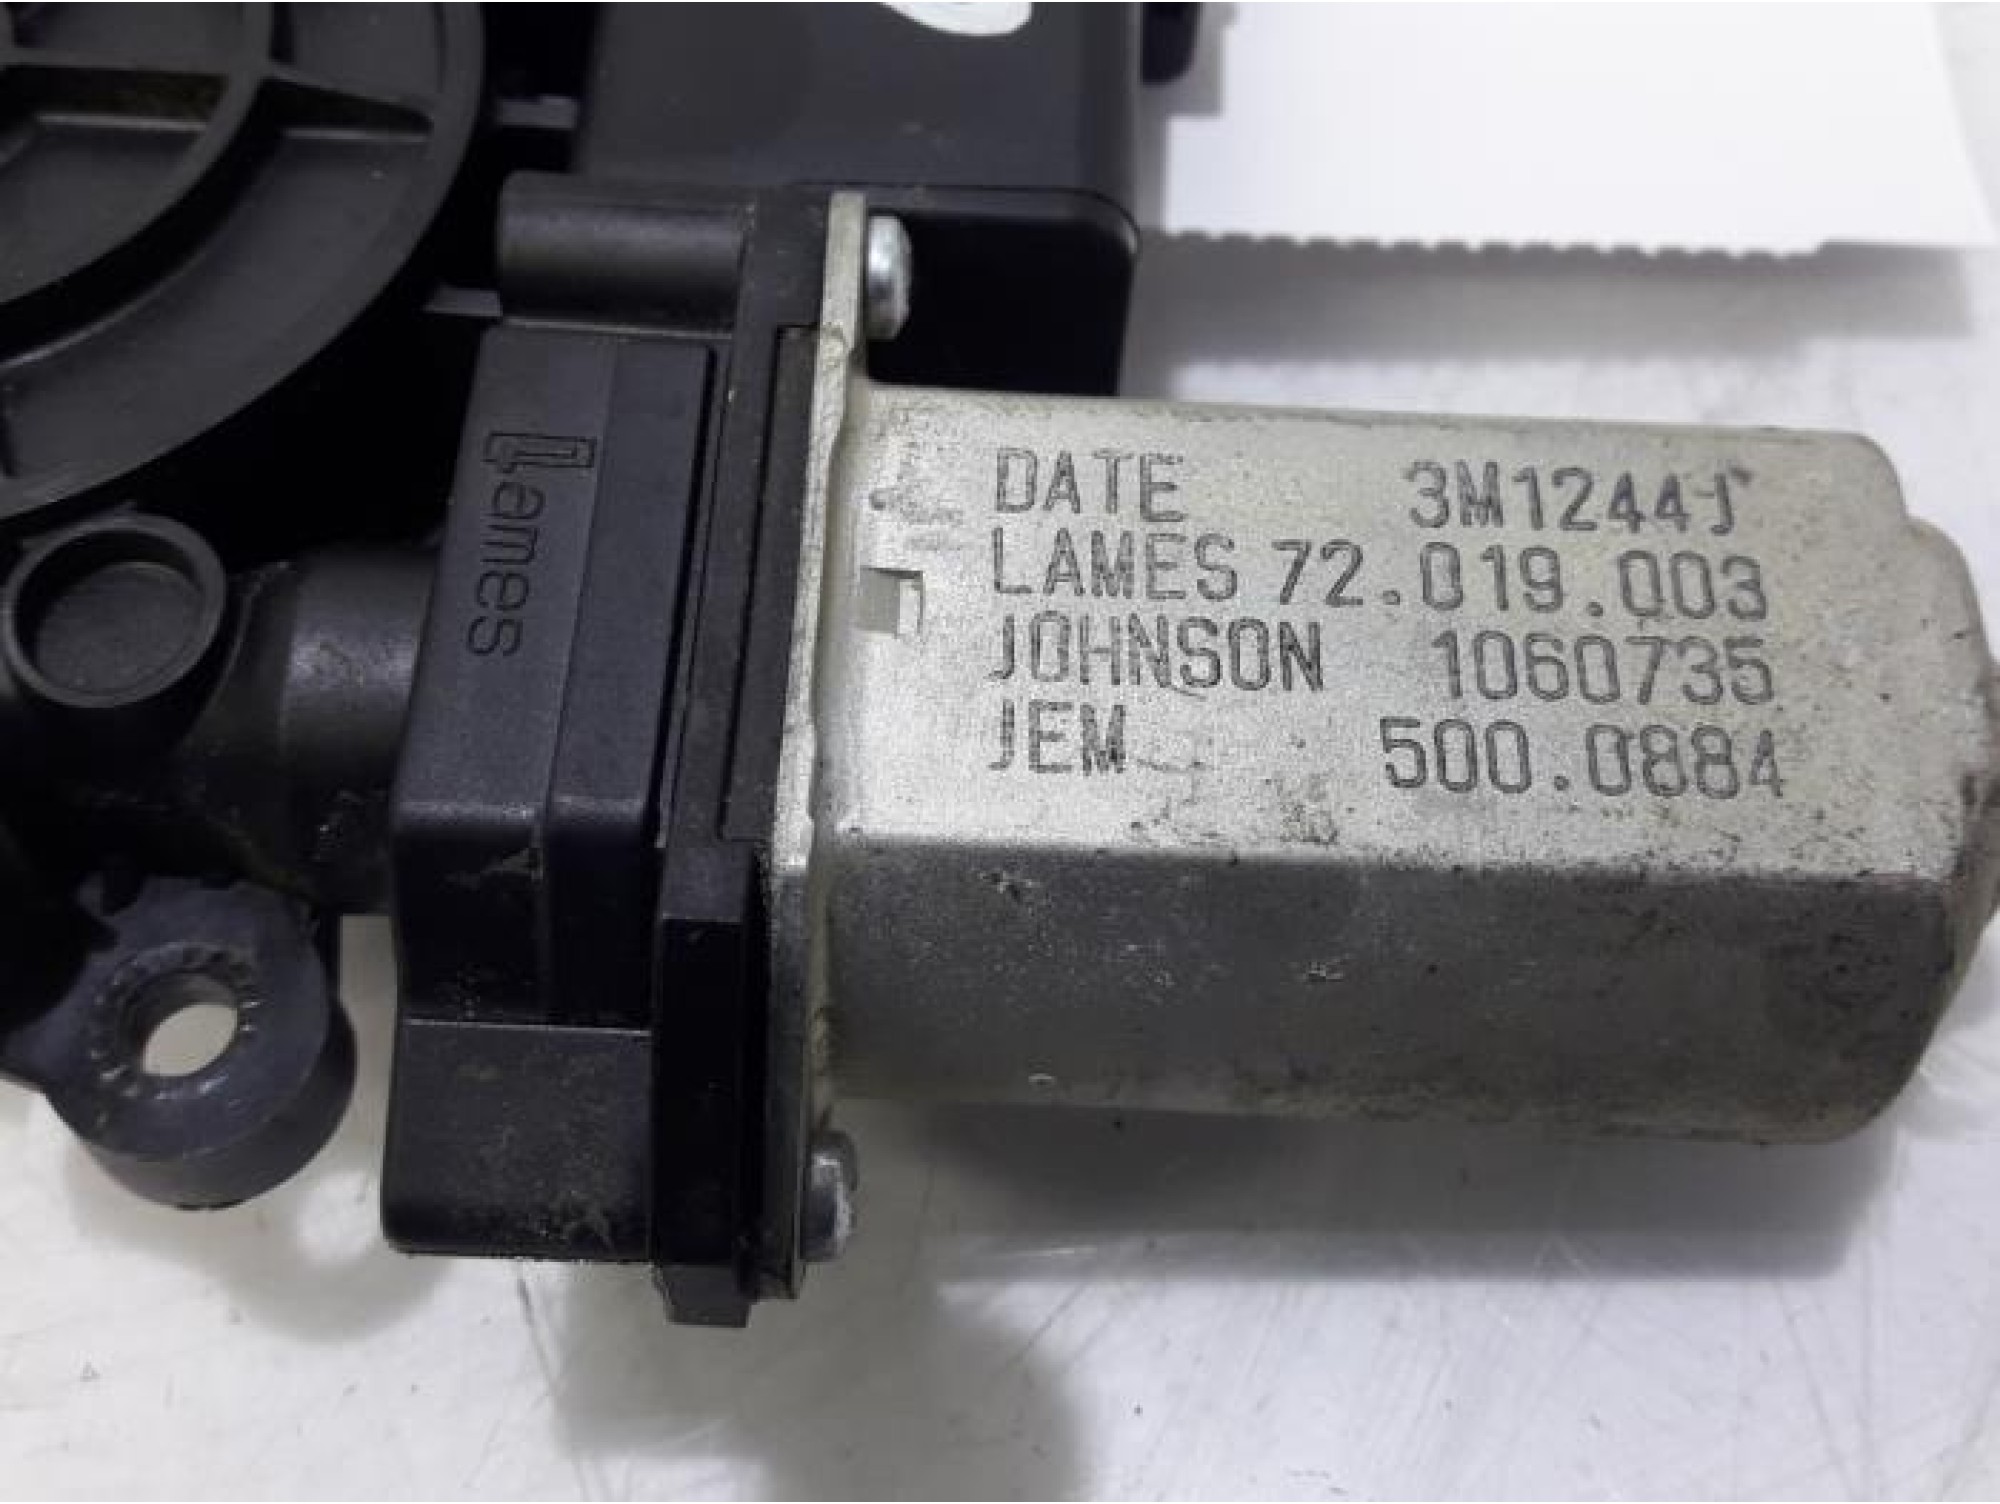 Lames
DATE 3M1244J
LAMES 72.019.003
JOHNSON 1060735
JEM 500.0884